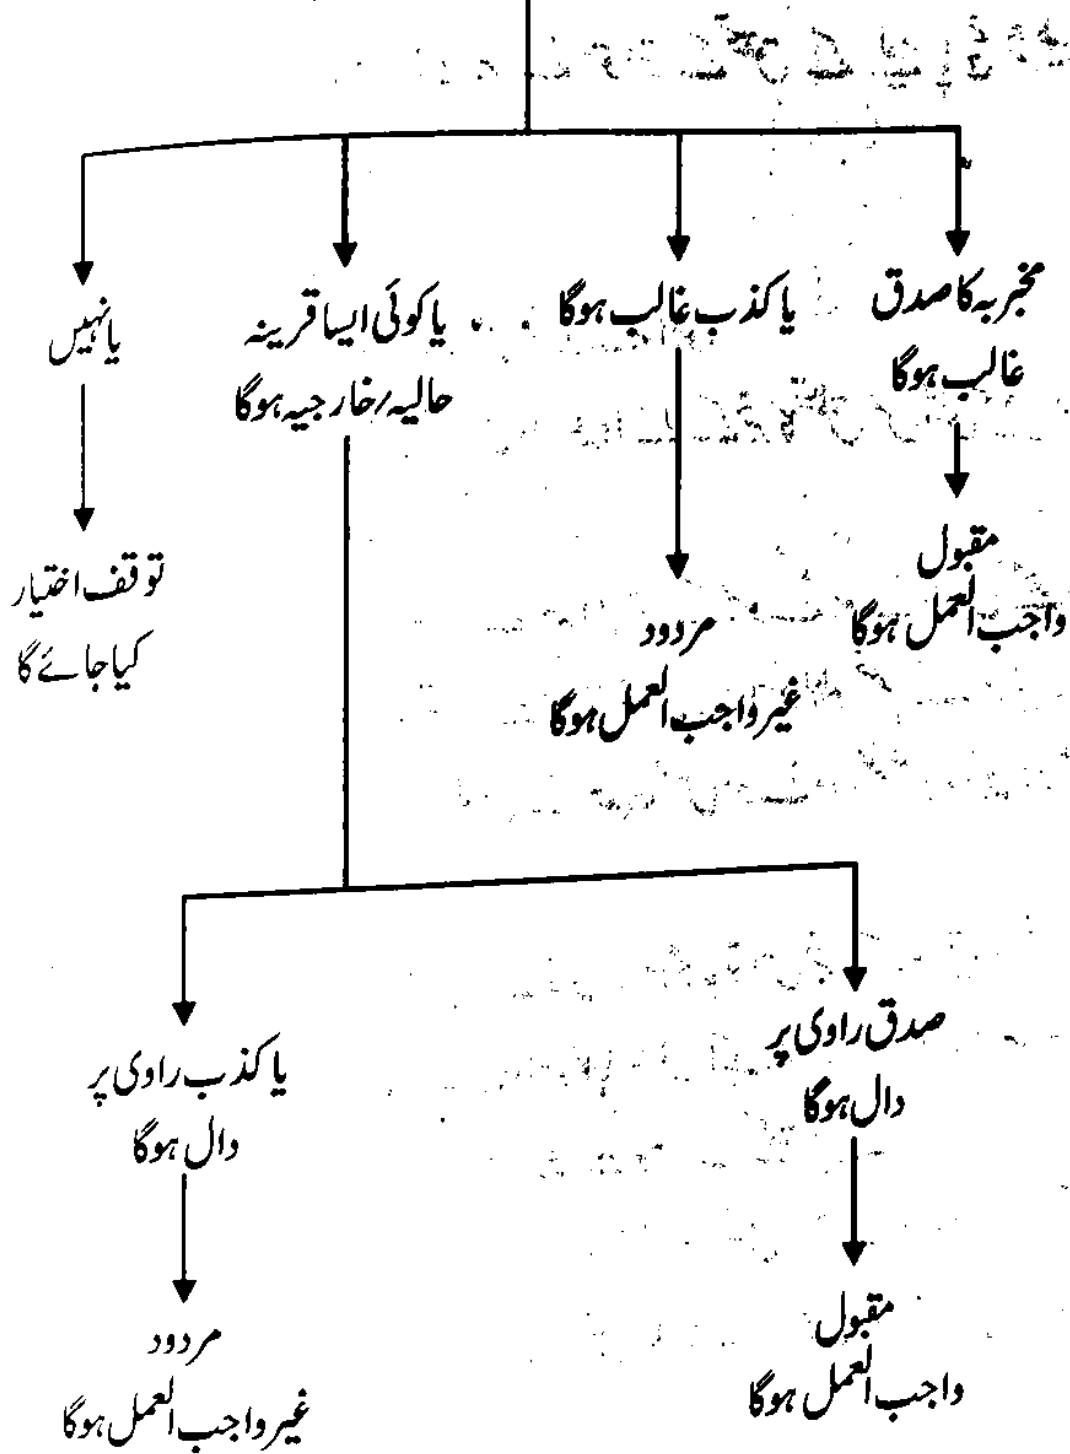 مخبر بہ کا صدق
غالب ہوگا
مقبول
واجب العمل ہوگا
یا کذب غالب ہوگا
مردود
غیر واجب العمل ہوگا
یا کوئی ایسا قرینہ
حالیہ/خارجیہ ہوگا
صدق راوی پر
دال ہوگا
مقبول
واجب العمل ہوگا
یا کذب راوی پر
دال ہوگا
مردود
غیر واجب العمل ہوگا
یا نہیں
توقف اختیار
کیا جائے گا